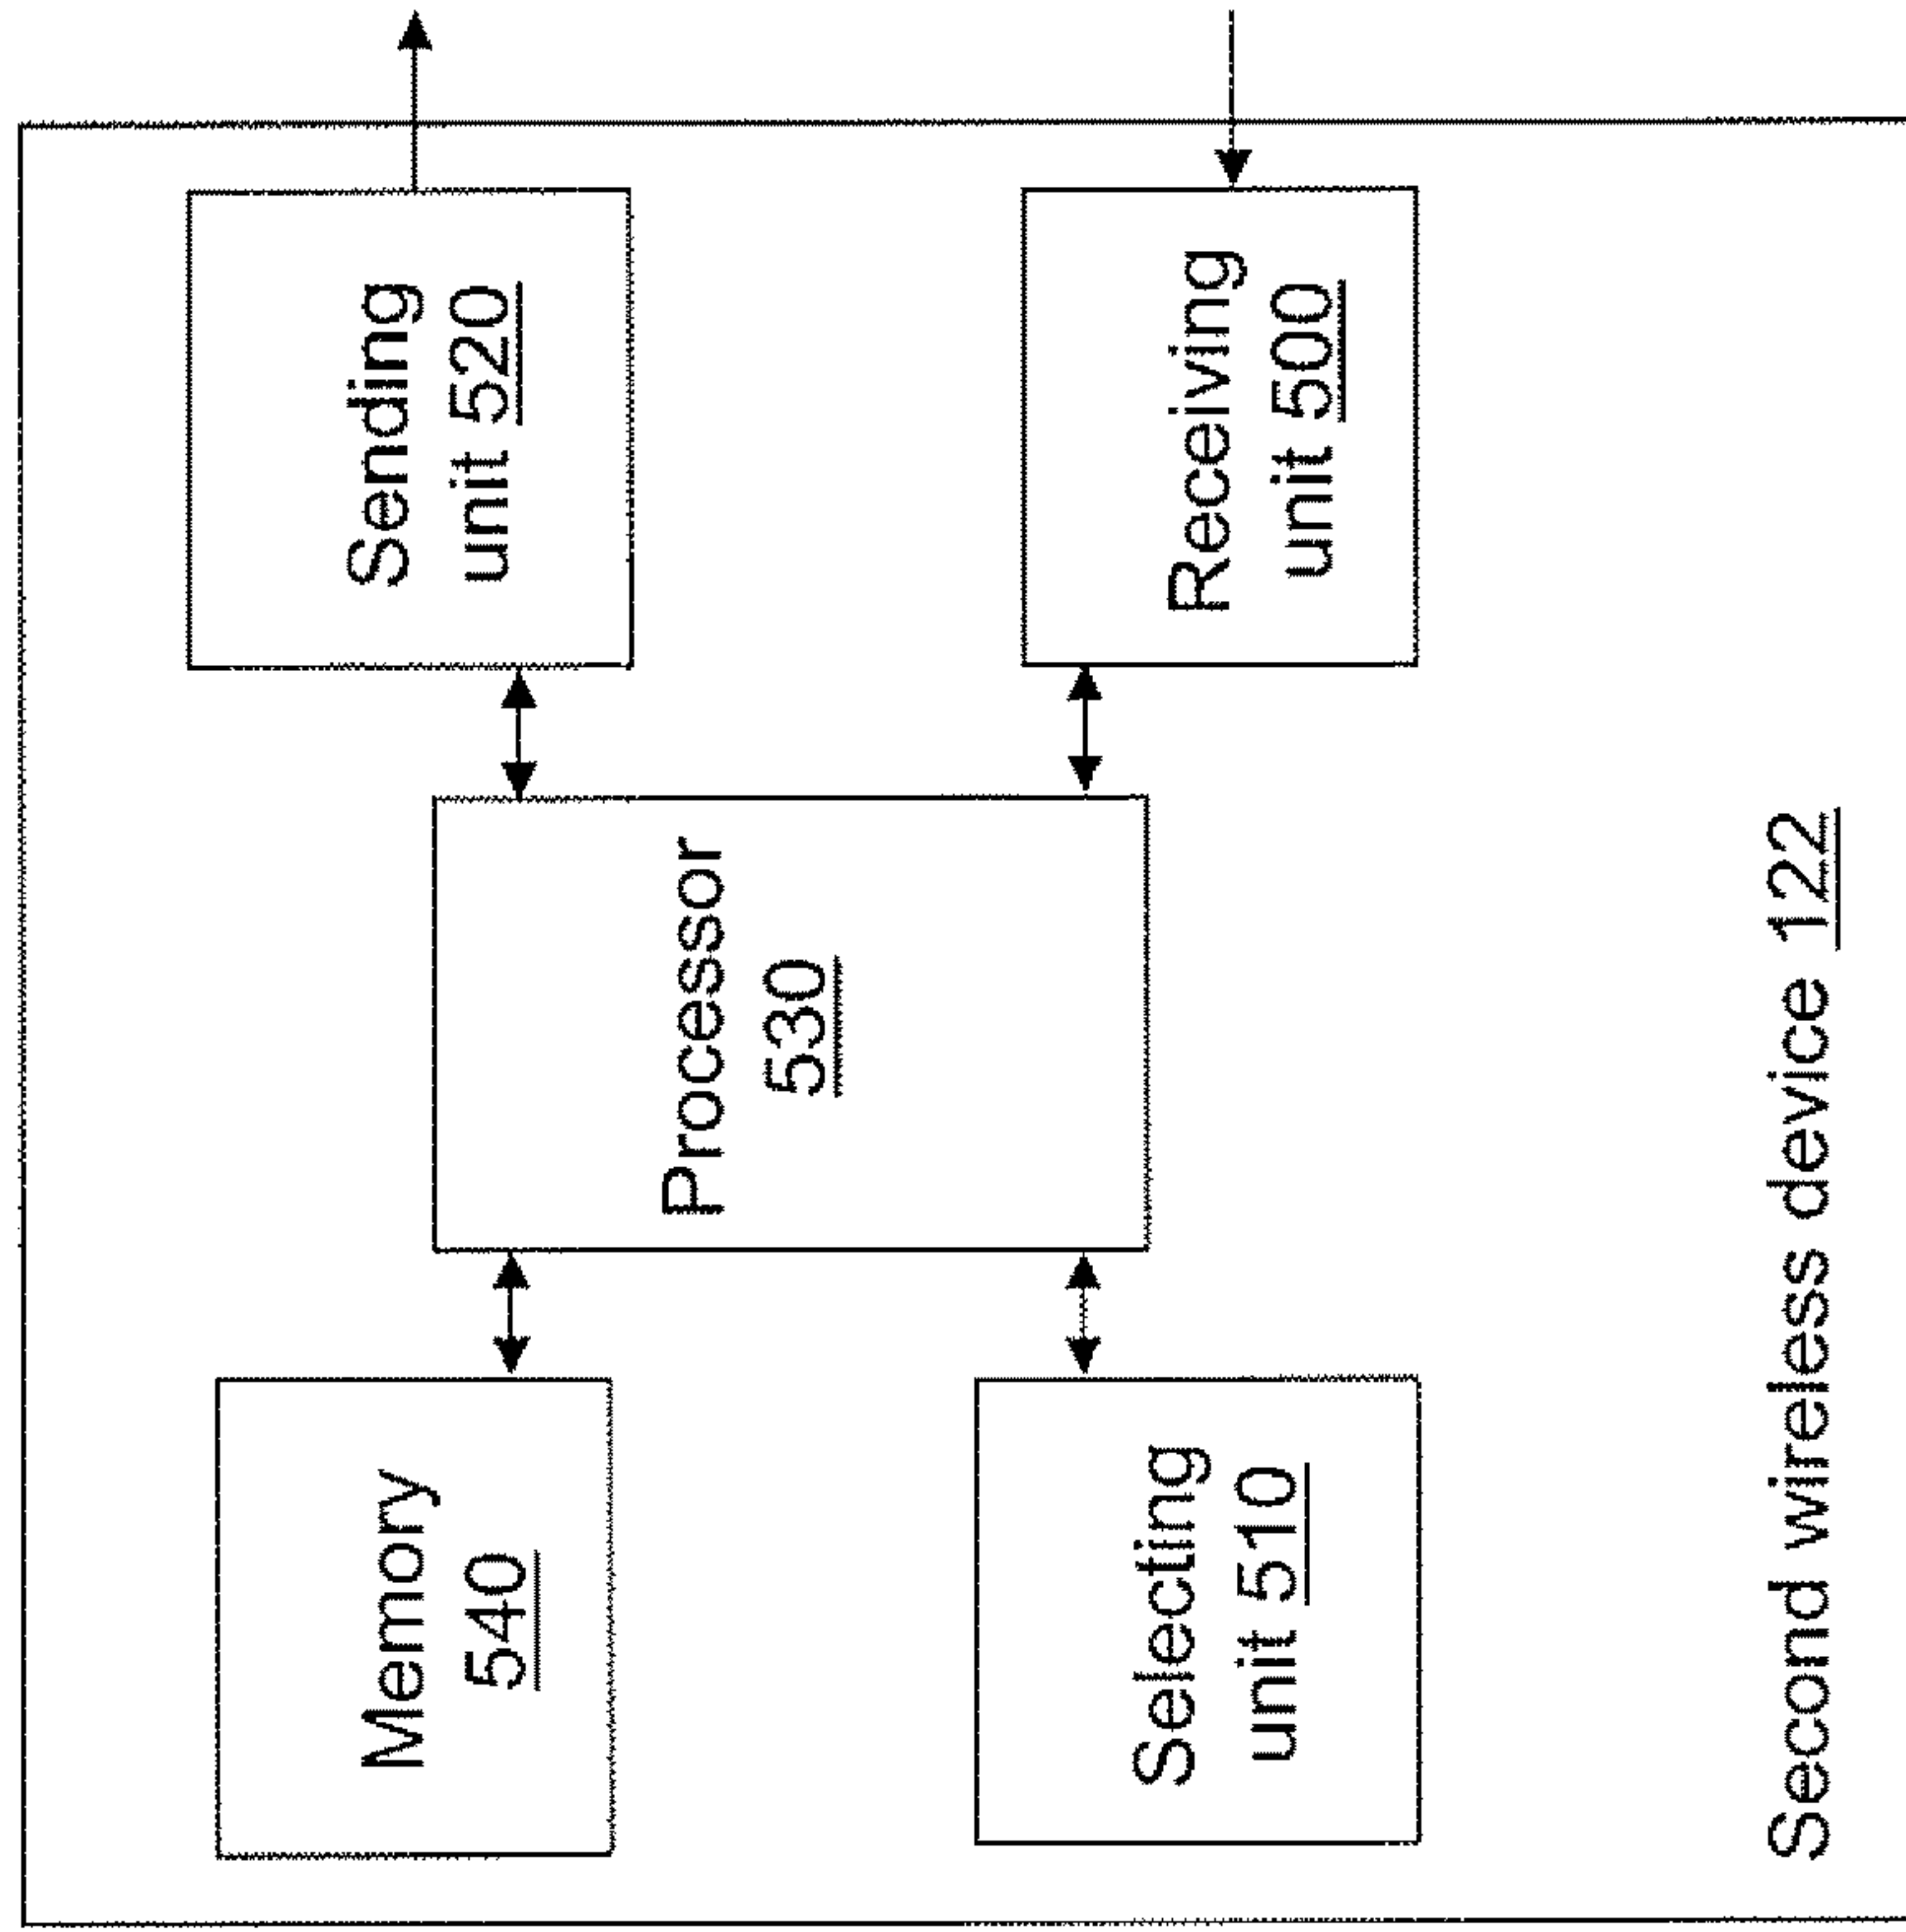 Memory
540
Sending
unit 520
Processor
530
Selecting
unit 510
Receiving
unit 500
Second wireless device 122